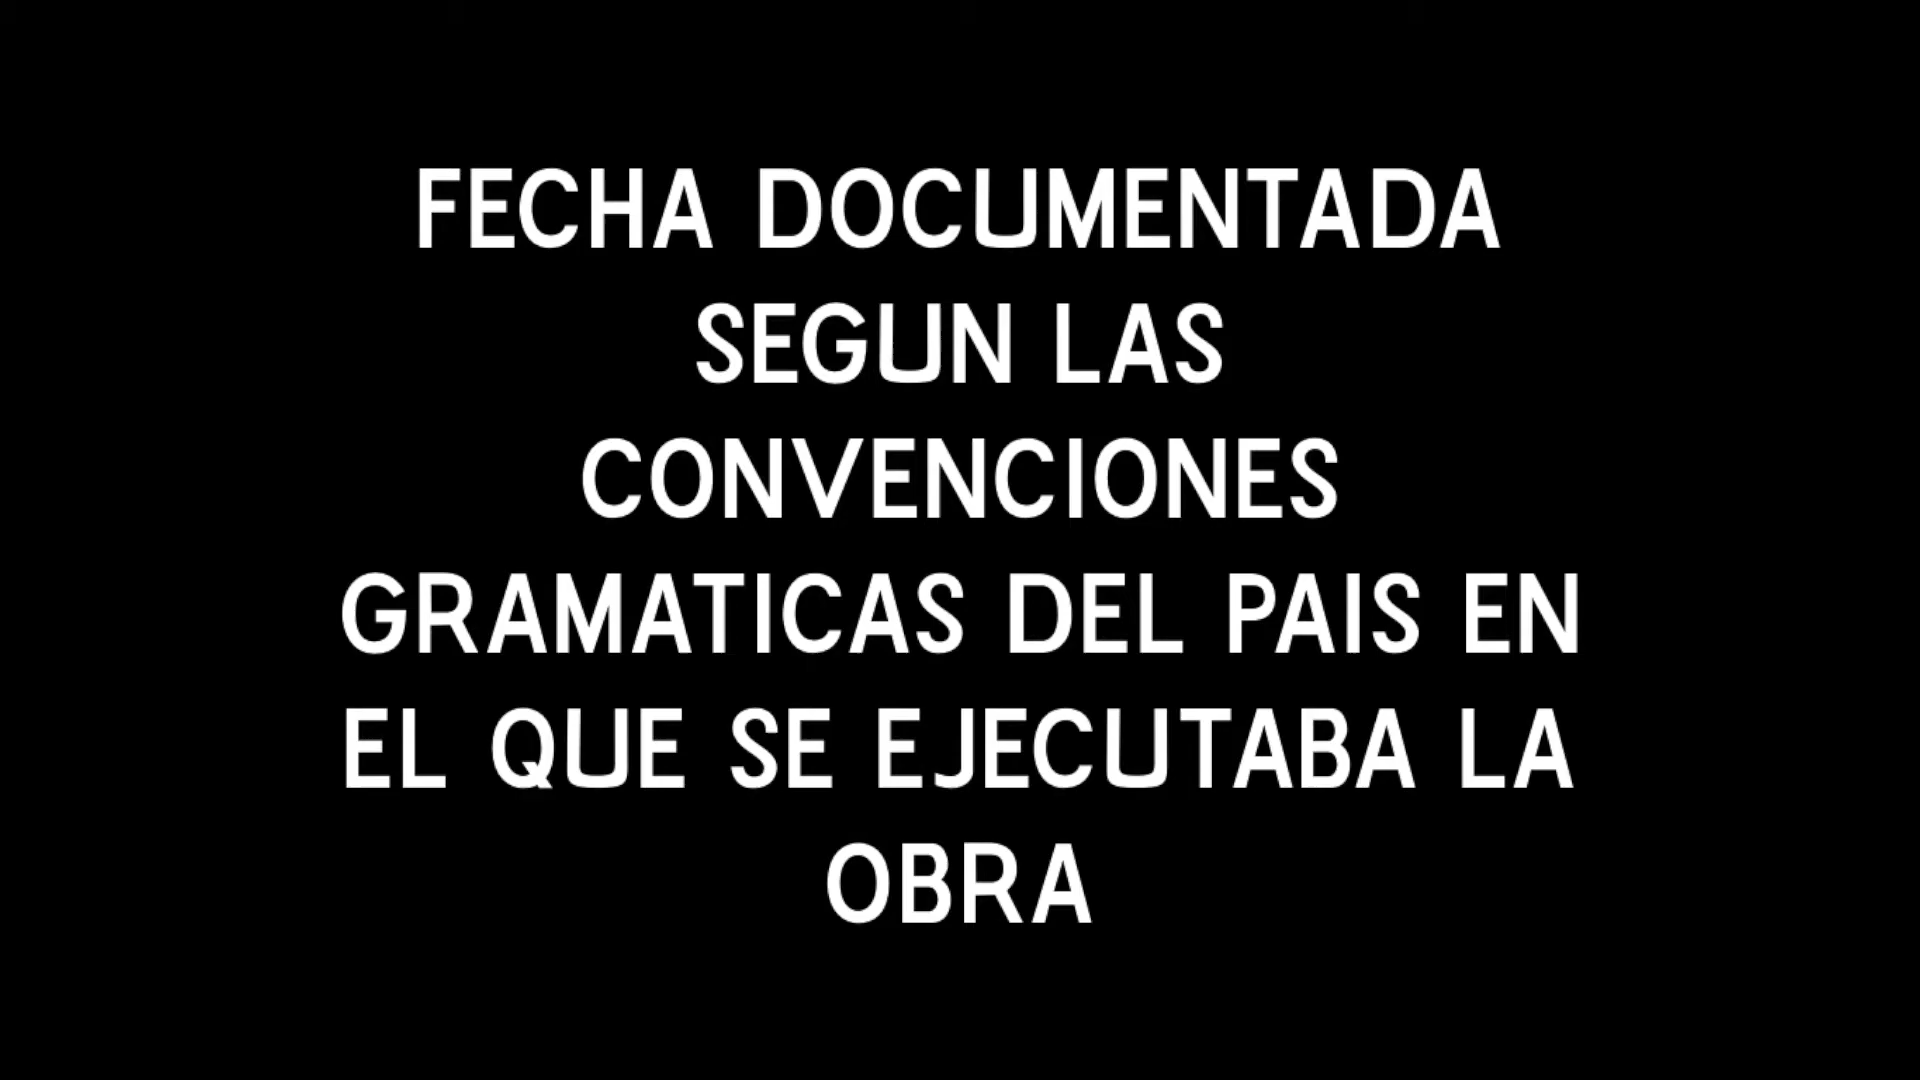 FECHA DOCUMENTADA
SEGUN LAS
CONVENCIONES
GRAMATICAS DEL PAIS EN
EL QUE SE EJECUTABA LA
OBRA